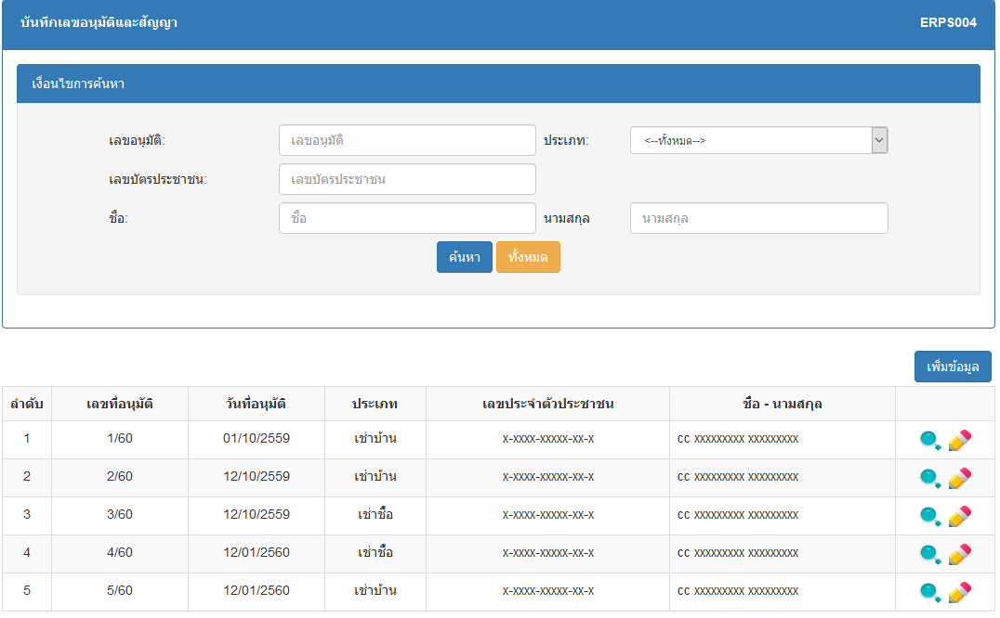 บันทึกเลขอนุมัติและสัญญา ERPS004
เงื่อนไขการค้นหา
เลขอนุมัติ: เลขอนุมัติ ประเภท: <--ทั้งหมด-->
เลขบัตรประชาชน: เลขบัตรประชาชน
ชื่อ: ชื่อ นามสกุล นามสกุล
ค้นหา ทั้งหมด
เพิ่มข้อมูล
ลำดับ เลขที่อนุมัติ วันที่อนุมัติ ประเภท เลขประจำตัวประชาชน ชื่อ - นามสกุล
1 1/60 01/10/2559 เช่าบ้าน x-xxxx-xxxxx-xx-x cc xxxxxxxxx xxxxxxxxx
2 2/60 12/10/2559 เช่าบ้าน x-xxxx-xxxxx-xx-x cc xxxxxxxxx xxxxxxxxx
3 3/60 12/10/2559 เช่าซื้อ x-xxxx-xxxxx-xx-x cc xxxxxxxxx xxxxxxxxx
4 4/60 12/01/2560 เช่าซื้อ x-xxxx-xxxxx-xx-x cc xxxxxxxxx xxxxxxxxx
5 5/60 12/01/2560 เช่าบ้าน x-xxxx-xxxxx-xx-x cc xxxxxxxxx xxxxxxxxx